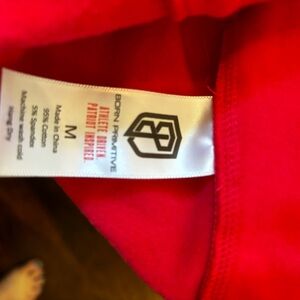 BORN PRIMITIVE
ATHLETE DRIVEN.
PATRIOT INSPIRED.
M
Made in China
95% Cotton
5% Spandex
Machine wash cold
Hang Dry